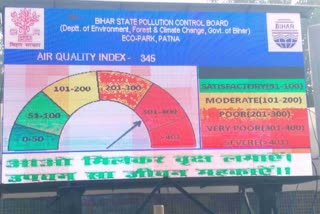 BIHAR STATE POLLUTION CONTROL BOARD
(Deptt. of Environment, Forest & Climate Change, Govt. of Bihar)
ECO-PARK, PATNA
AIR QUALITY INDEX - 345
0-50
51-100
101-200
201-300
301-400
>401
SATISFACTORY(51-100)
MODERATE(101-200)
POOR(201-300)
VERY POOR(301-400)
SEVERE(>401)
आओ मिलकर वृक्ष लगाएं
उपवन सा जीवन महकाएं।